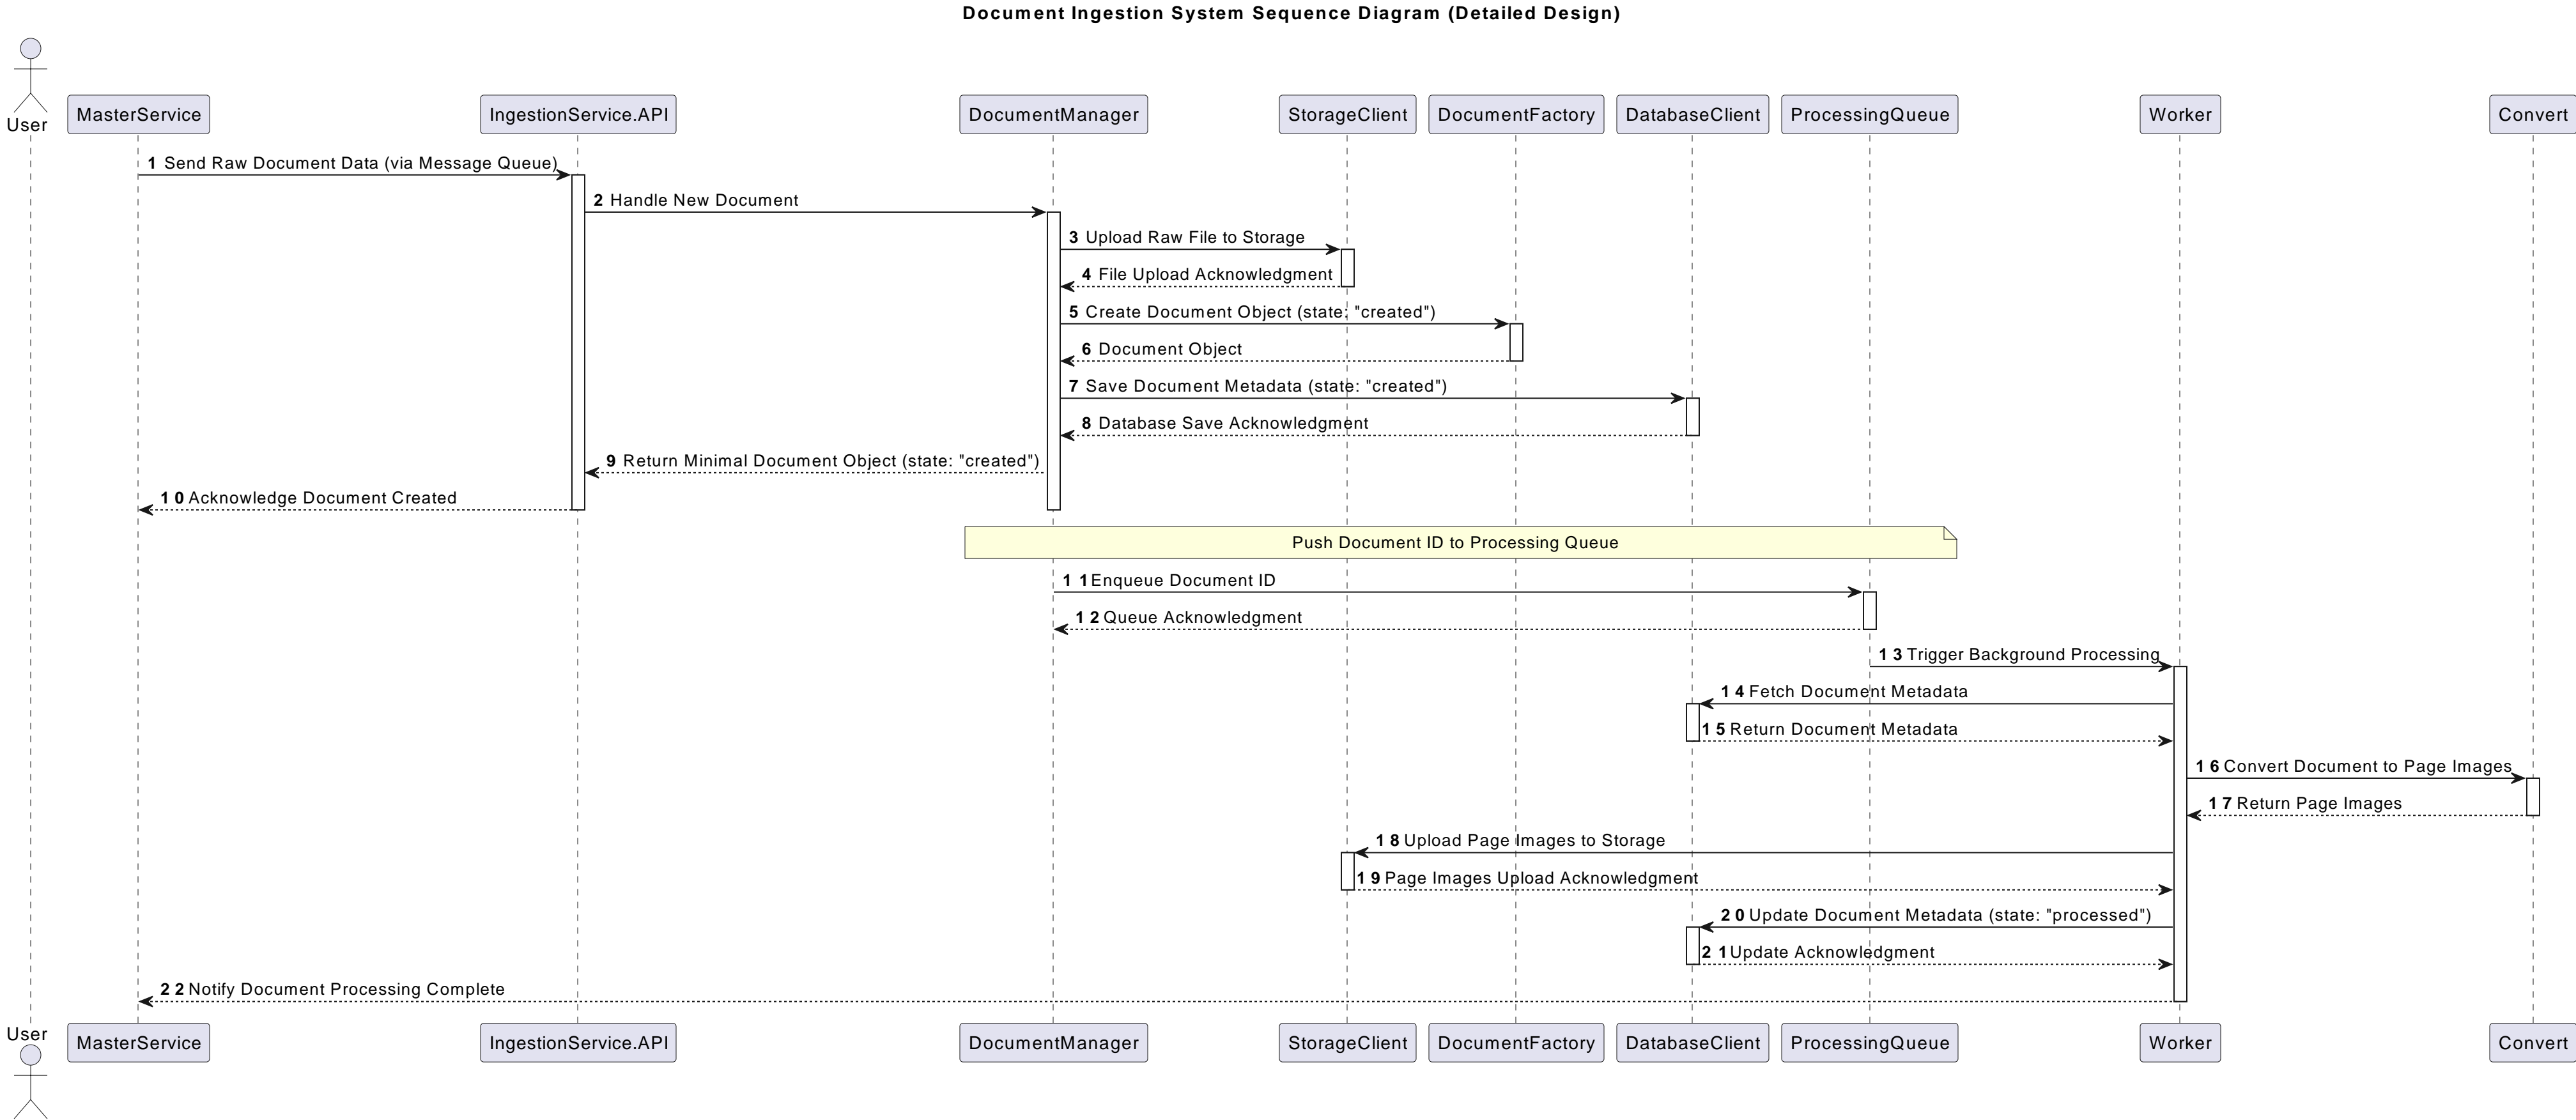 Document Ingestion System Sequence Diagram (Detailed Design)
User
MasterService
IngestionService.API
DocumentManager
StorageClient
DocumentFactory
DatabaseClient
ProcessingQueue
Worker
Convert
1 Send Raw Document Data (via Message Queue)
2 Handle New Document
3 Upload Raw File to Storage
4 File Upload Acknowledgment
5 Create Document Object (state: "created")
6 Document Object
7 Save Document Metadata (state: "created")
8 Database Save Acknowledgment
9 Return Minimal Document Object (state: "created")
10 Acknowledge Document Created
Push Document ID to Processing Queue
11 Enqueue Document ID
12 Queue Acknowledgment
13 Trigger Background Processing
14 Fetch Document Metadata
15 Return Document Metadata
16 Convert Document to Page Images
17 Return Page Images
18 Upload Page Images to Storage
19 Page Images Upload Acknowledgment
20 Update Document Metadata (state: "processed")
21 Update Acknowledgment
22 Notify Document Processing Complete
User
MasterService
IngestionService.API
DocumentManager
StorageClient
DocumentFactory
DatabaseClient
ProcessingQueue
Worker
Convert